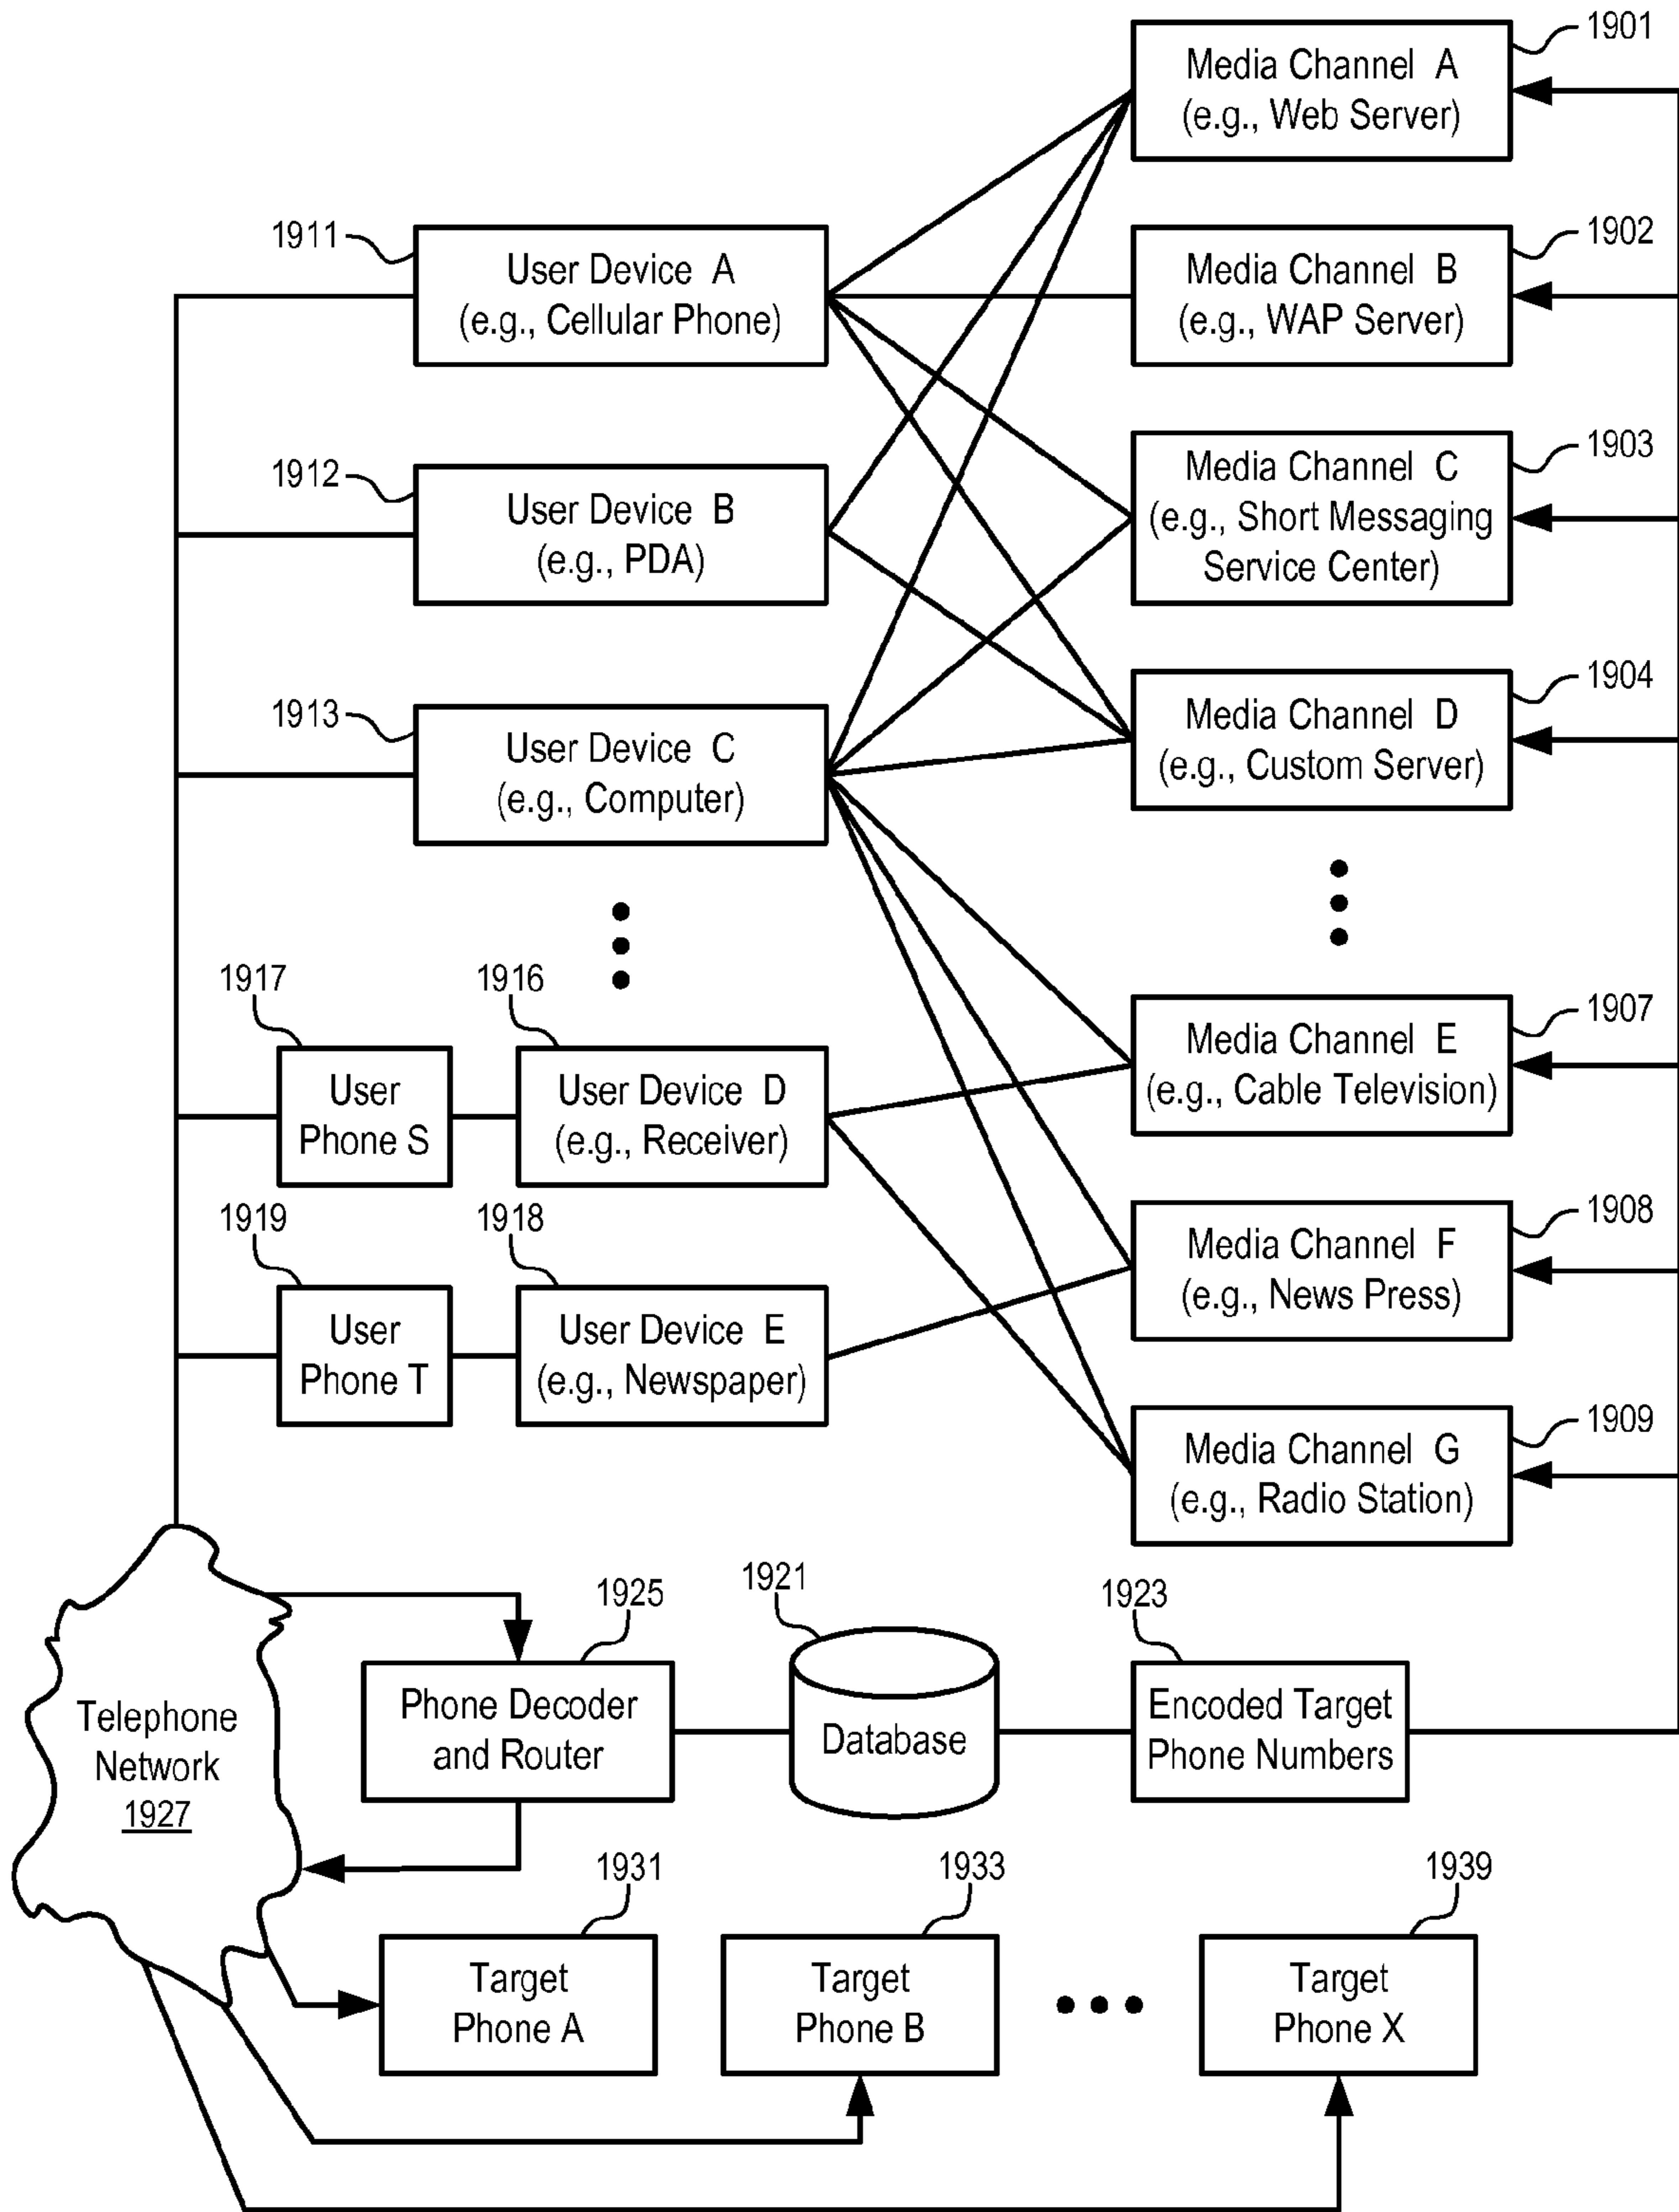 1901
Media Channel A
(e.g., Web Server)
1911
User Device A
(e.g., Cellular Phone)
1902
Media Channel B
(e.g., WAP Server)
1912
User Device B
(e.g., PDA)
1903
Media Channel C
(e.g., Short Messaging
Service Center)
1913
User Device C
(e.g., Computer)
1904
Media Channel D
(e.g., Custom Server)
1917
User
Phone S
1916
User Device D
(e.g., Receiver)
1907
Media Channel E
(e.g., Cable Television)
1919
User
Phone T
1918
User Device E
(e.g., Newspaper)
1908
Media Channel F
(e.g., News Press)
1909
Media Channel G
(e.g., Radio Station)
Telephone
Network
1927
1925
Phone Decoder
and Router
1921
Database
1923
Encoded Target
Phone Numbers
1931
Target
Phone A
1933
Target
Phone B
1939
Target
Phone X